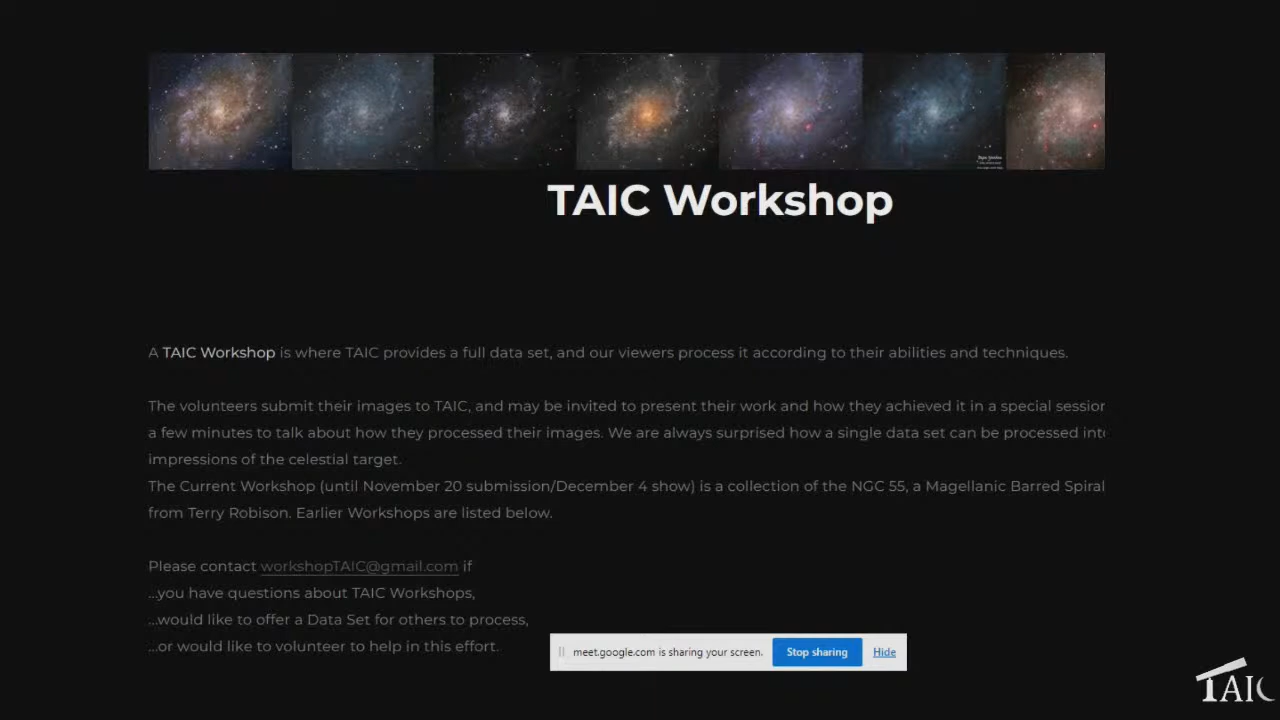 TAIC Workshop
A TAIC Workshop is where TAIC provides a full data set, and our viewers process it according to their abilities and techniques.
The volunteers submit their images to TAIC, and may be invited to present their work and how they achieved it in a special session
a few minutes to talk about how they processed their images. We are always surprised how a single data set can be processed into
impressions of the celestial target.
The Current Workshop (until November 20 submission/December 4 show) is a collection of the NGC 55, a Magellanic Barred Spiral
from Terry Robison. Earlier Workshops are listed below.
Please contact workshopTAIC@gmail.com if
...you have questions about TAIC Workshops,
...would like to offer a Data Set for others to process,
...or would like to volunteer to help in this effort.
meet.google.com is sharing your screen. Stop sharing Hide
TAIC